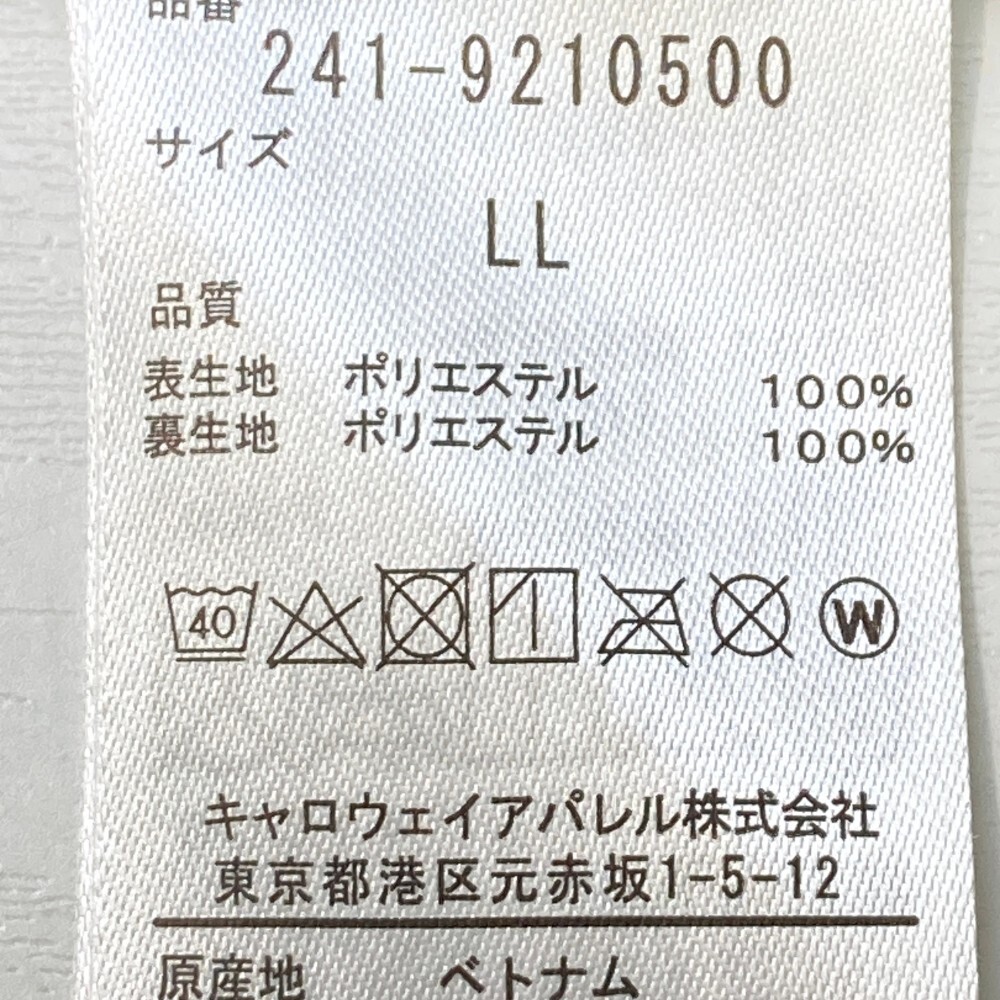 品番
241-9210500
サイズ
LL
品質
表生地 ポリエステル 100%
裏生地 ポリエステル 100%
40 W
キャロウェイアパレル株式会社
東京都港区元赤坂1-5-12
原産地 ベトナム